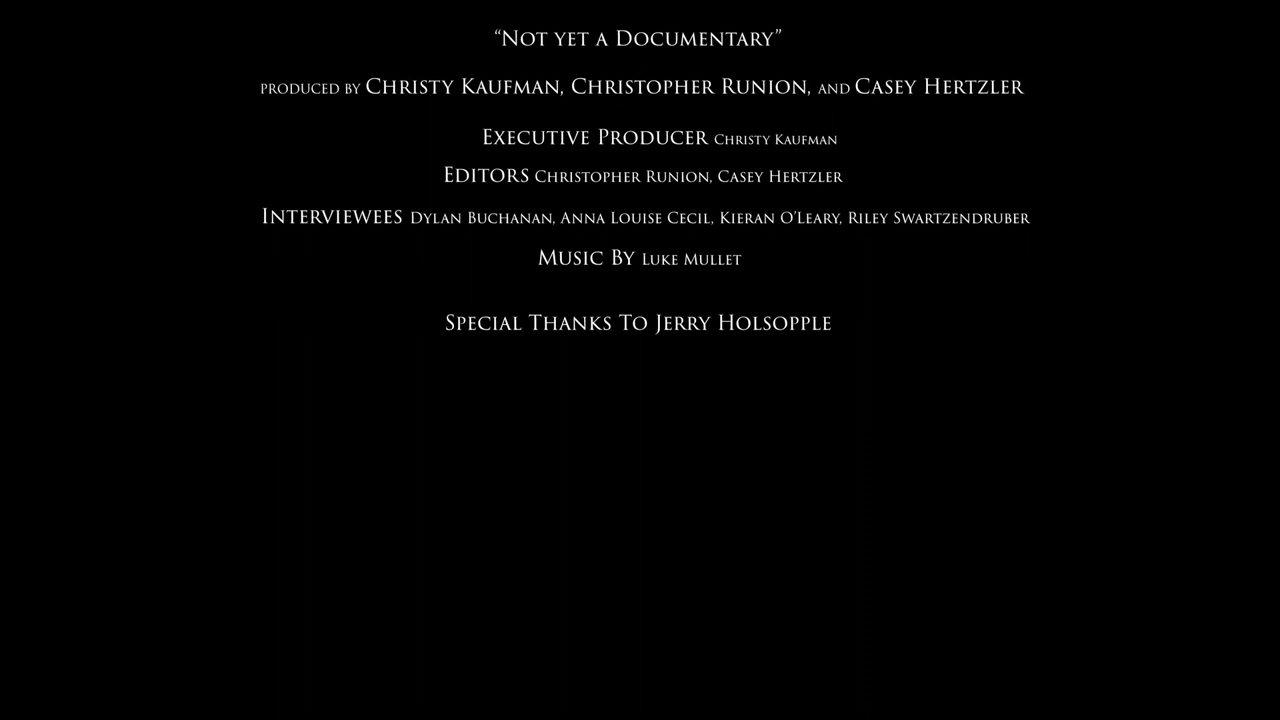 “Not yet a Documentary”
produced by Christy Kaufman, Christopher Runion, and Casey Hertzler
Executive Producer Christy Kaufman
Editors Christopher Runion, Casey Hertzler
Interviewees Dylan Buchanan, Anna Louise Cecil, Kieran O’Leary, Riley Swartzendruber
Music By Luke Mullet
Special Thanks To Jerry Holsopple